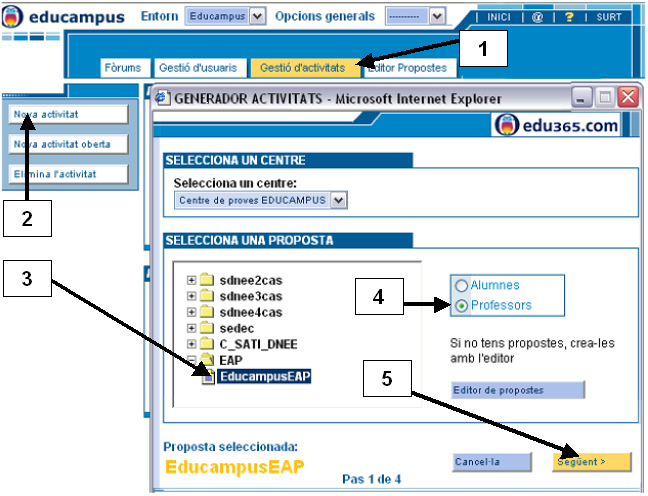 educampus Entorn Educampus Opcions generals --------- INICI | @ | ? | SURT
1
Fòrums Gestió d'usuaris Gestió d'activitats Editor Propostes
Nova activitat
Nova activitat oberta
Elimina l'activitat
2
GENERADOR ACTIVITATS - Microsoft Internet Explorer
edu365.com
SELECCIONA UN CENTRE
Selecciona un centre:
Centre de proves EDUCAMPUS
SELECCIONA UNA PROPOSTA
3
sdnee2cas
sdnee3cas
sdnee4cas
sedec
C_SATI_DNEE
EAP
EducampusEAP
4
Alumnes
Professors
Si no tens propostes, crea-les
amb l'editor
5
Editor de propostes
Proposta seleccionada:
EducampusEAP
Cancel·la
Següent >
Pas 1 de 4